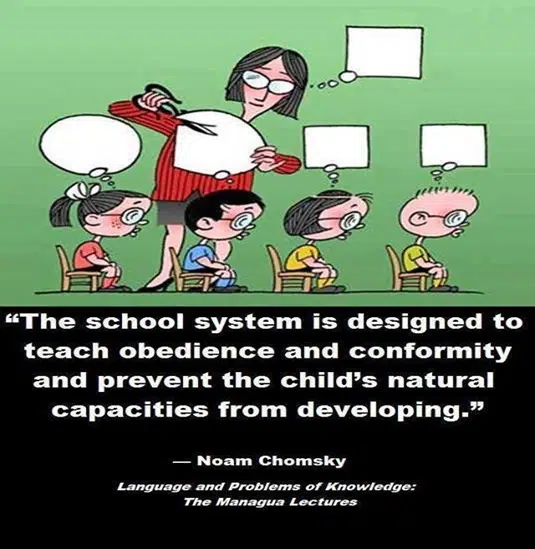 “The school system is designed to
teach obedience and conformity
and prevent the child’s natural
capacities from developing.”
— Noam Chomsky
Language and Problems of Knowledge:
The Managua Lectures